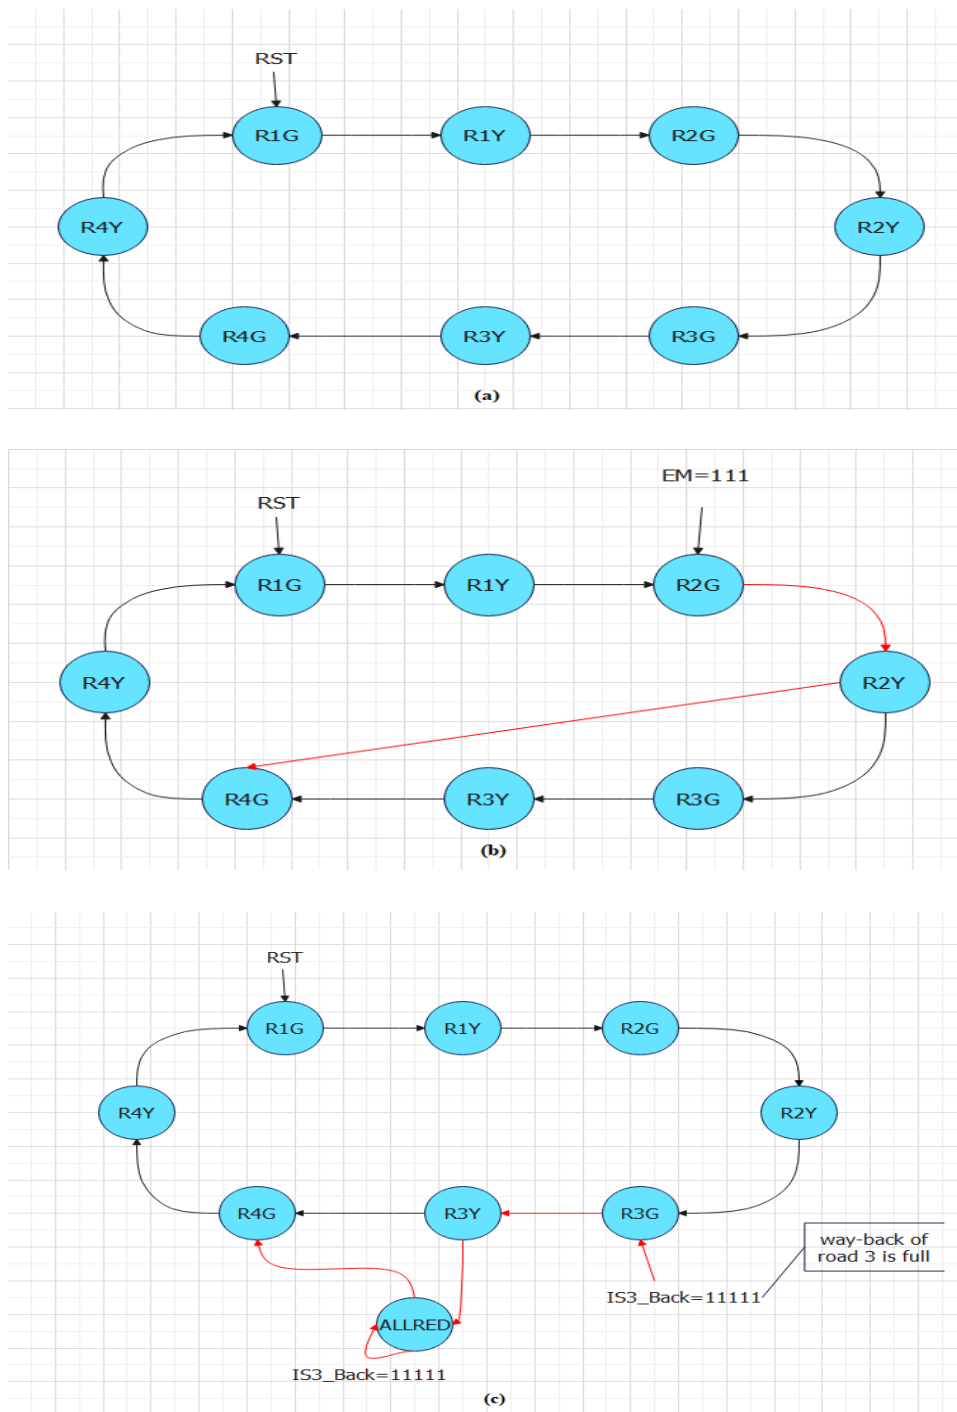 RST
R1G
R1Y
R2G
R4Y
R2Y
R4G
R3Y
R3G
(a)
EM=111
RST
R1G
R1Y
R2G
R4Y
R2Y
R4G
R3Y
R3G
(b)
RST
R1G
R1Y
R2G
R4Y
R2Y
R4G
R3Y
R3G
way-back of
road 3 is full
IS3_Back=11111
ALLRED
IS3_Back=11111
(c)